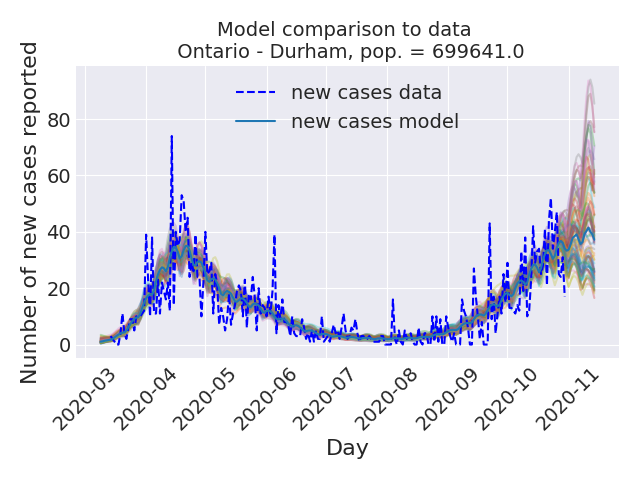 Model comparison to data
Ontario - Durham, pop. = 699641.0
new cases data
new cases model
Number of new cases reported
80
60
40
20
0
2020-03
2020-04
2020-05
2020-06
2020-07
2020-08
2020-09
2020-10
2020-11
Day